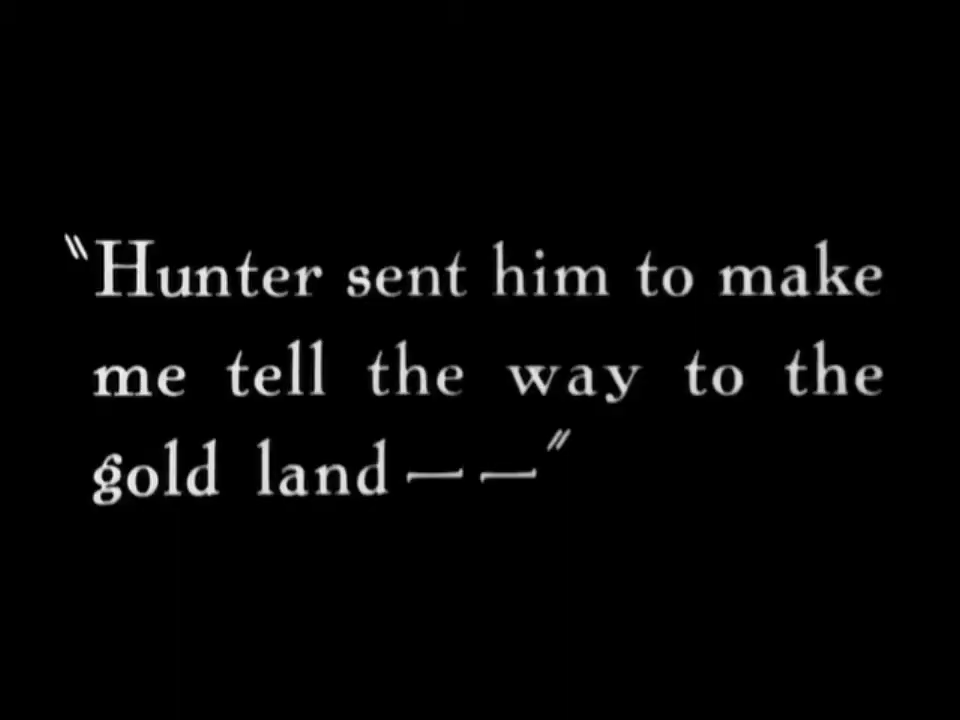 "Hunter sent him to make
me tell the way to the
gold land — —"